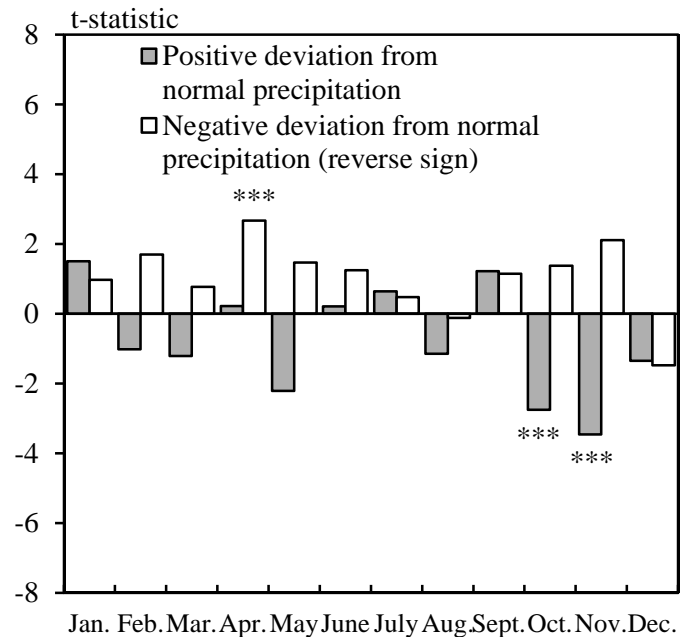 t-statistic
8
Positive deviation from
normal precipitation
6
Negative deviation from normal
precipitation (reverse sign)
4
***
2
0
-2
***
***
-4
-6
-8
Jan. Feb. Mar. Apr. May June July Aug. Sept. Oct. Nov. Dec.